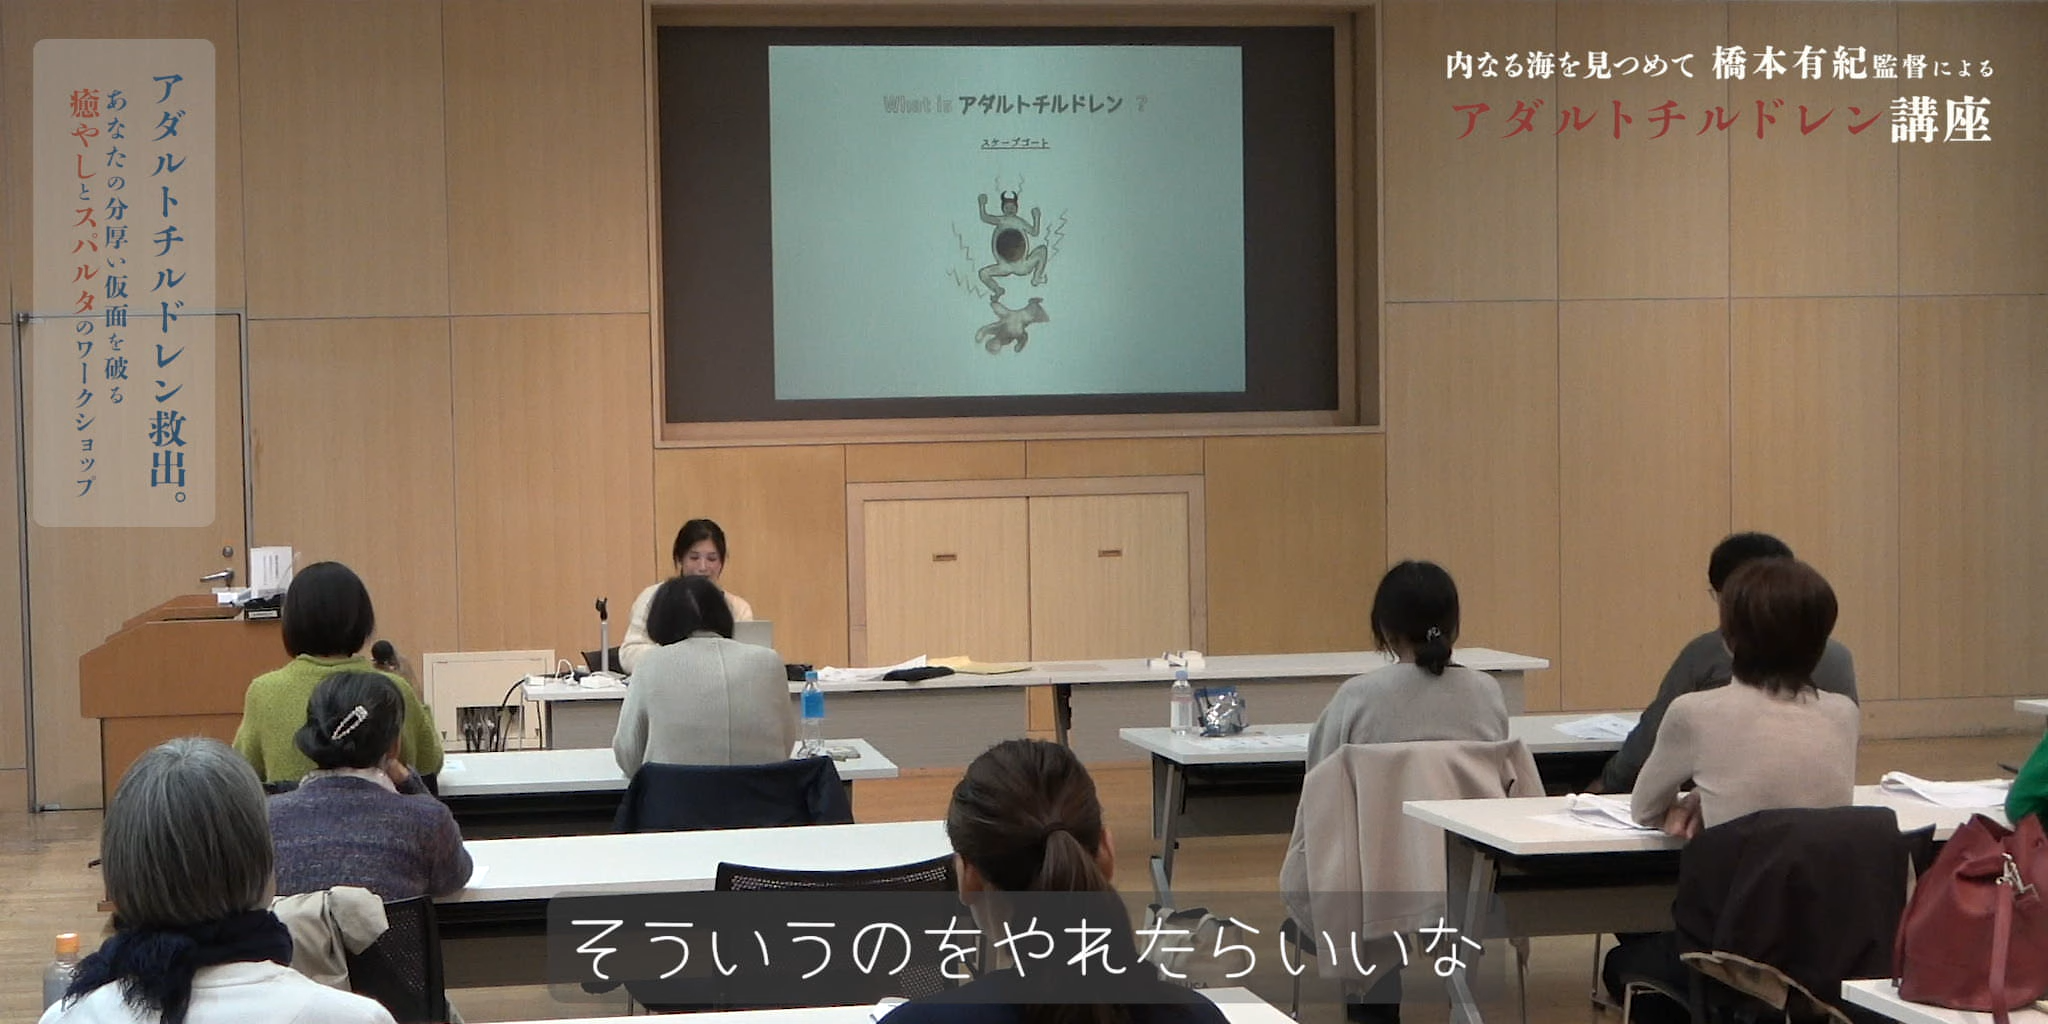 アダルトチルドレン救出。
あなたの分厚い仮面を破る
癒やしとスパルタのワークショップ
内なる海を見つめて 橋本有紀監督による
アダルトチルドレン講座
What is アダルトチルドレン ?
スケープゴート
そういうのをやれたらいいな